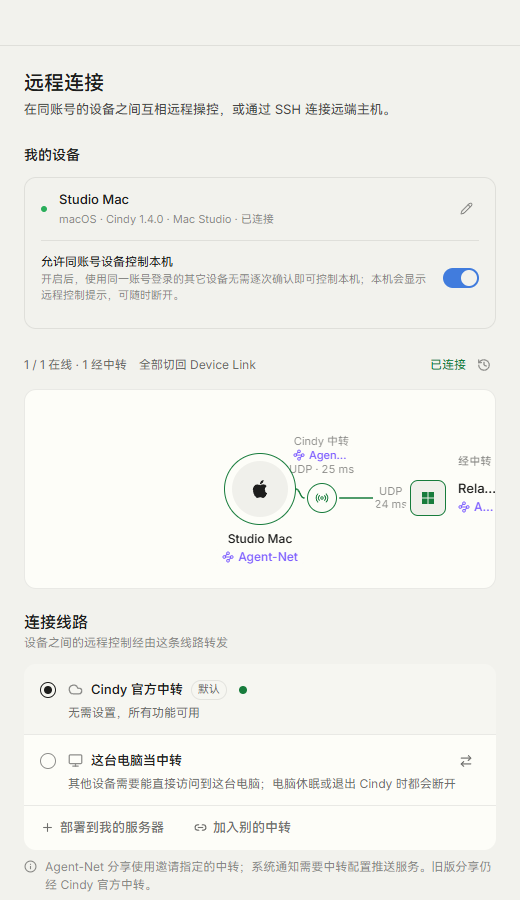 远程连接
在同账号的设备之间互相远程操控，或通过 SSH 连接远端主机。
我的设备
Studio Mac
macOS · Cindy 1.4.0 · Mac Studio · 已连接
允许同账号设备控制本机
开启后，使用同一账号登录的其它设备无需逐次确认即可控制本机；本机会显示
远程控制提示，可随时断开。
1 / 1 在线 · 1 经中转 全部切回 Device Link
已连接
Cindy 中转
Agen...
UDP · 25 ms
UDP
24 ms
经中转
Rela...
A...
Studio Mac
Agent-Net
连接线路
设备之间的远程控制经由这条线路转发
Cindy 官方中转 默认
无需设置，所有功能可用
这台电脑当中转
其他设备需要能直接访问到这台电脑；电脑休眠或退出 Cindy 时都会断开
部署到我的服务器 加入别的中转
Agent-Net 分享使用邀请指定的中转；系统通知需要中转配置推送服务。旧版分享仍
经 Cindy 官方中转。